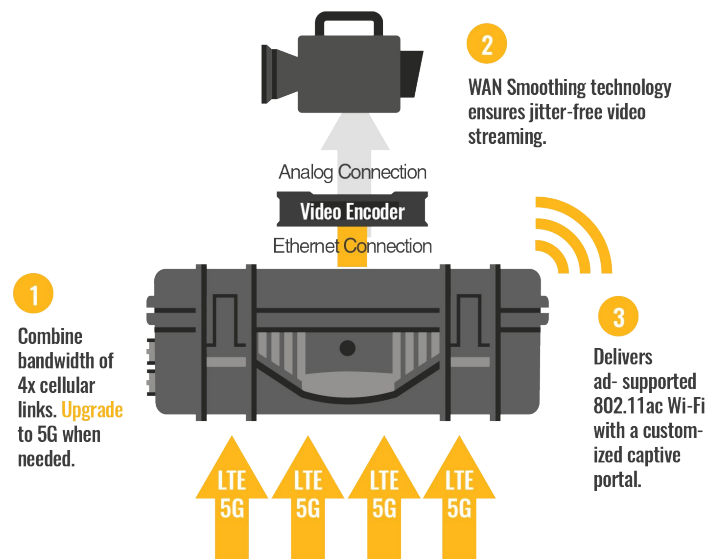 2
WAN Smoothing technology
ensures jitter-free video
streaming.
Analog Connection
Video Encoder
Ethernet Connection
1
Combine
bandwidth of
4x cellular
links. Upgrade
to 5G when
needed.
3
Delivers
ad- supported
802.11ac Wi-Fi
with a custom-
ized captive
portal.
LTE LTE LTE LTE
5G 5G 5G 5G